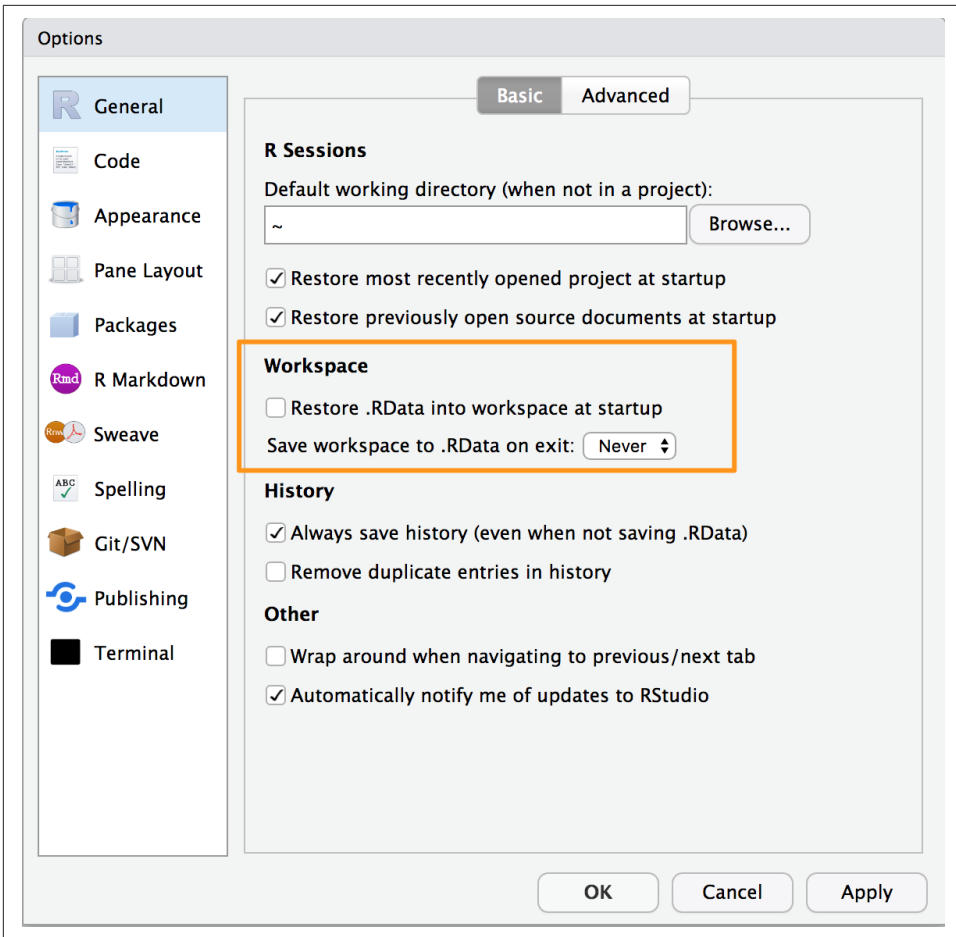 Options
General
Code
Appearance
Pane Layout
Packages
Rmd R Markdown
Rnw Sweave
ABC Spelling
Git/SVN
Publishing
Terminal
Basic Advanced
R Sessions
Default working directory (when not in a project):
~ Browse...
Restore most recently opened project at startup
Restore previously open source documents at startup
Workspace
Restore .RData into workspace at startup
Save workspace to .RData on exit: Never
History
Always save history (even when not saving .RData)
Remove duplicate entries in history
Other
Wrap around when navigating to previous/next tab
Automatically notify me of updates to RStudio
OK Cancel Apply